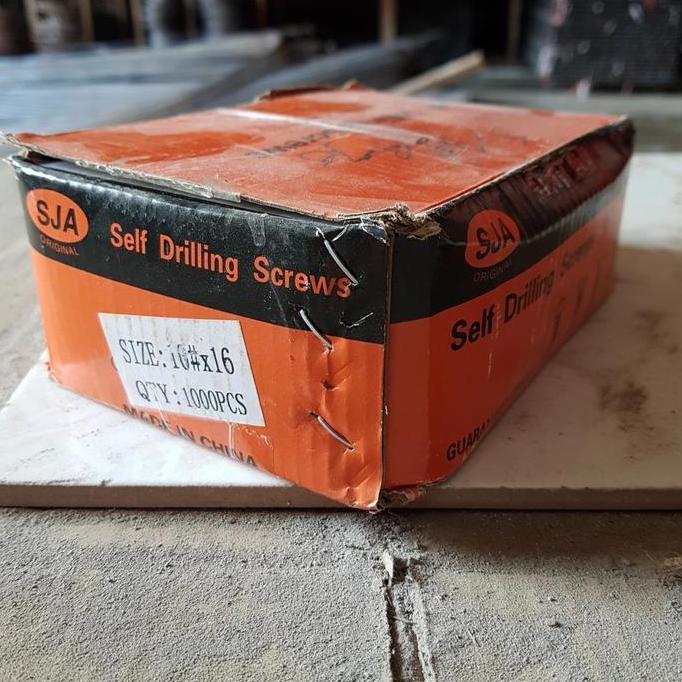 SJA
ORIGINAL
Self Drilling Screws
SIZE: 10#x16
QTY: 1000PCS
MADE IN CHINA
SJA
ORIGINAL
Self Drilling Screws